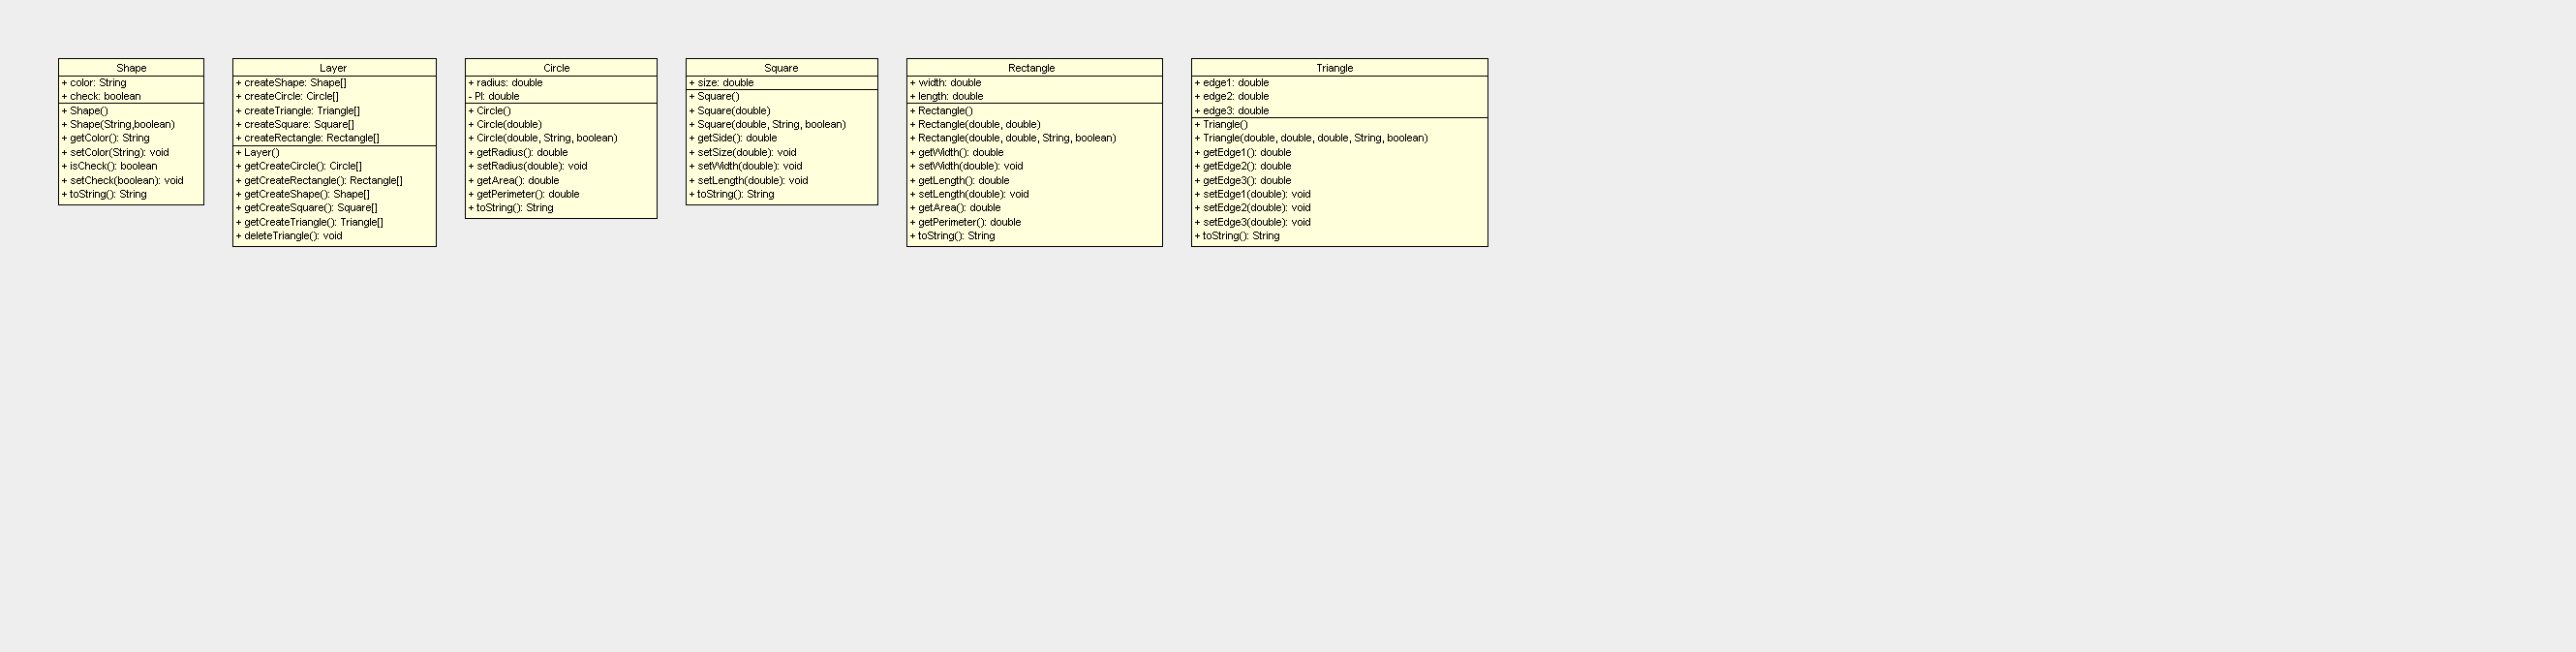 Shape
+ color: String
+ check: boolean
+ Shape()
+ Shape(String,boolean)
+ getColor(): String
+ setColor(String): void
+ isCheck(): boolean
+ setCheck(boolean): void
+ toString(): String
Layer
+ createShape: Shape[]
+ createCircle: Circle[]
+ createTriangle: Triangle[]
+ createSquare: Square[]
+ createRectangle: Rectangle[]
+ Layer()
+ getCreateCircle(): Circle[]
+ getCreateRectangle(): Rectangle[]
+ getCreateShape(): Shape[]
+ getCreateSquare(): Square[]
+ getCreateTriangle(): Triangle[]
+ deleteTriangle(): void
Circle
+ radius: double
- PI: double
+ Circle()
+ Circle(double)
+ Circle(double, String, boolean)
+ getRadius(): double
+ setRadius(double): void
+ getArea(): double
+ getPerimeter(): double
+ toString(): String
Square
+ size: double
+ Square()
+ Square(double)
+ Square(double, String, boolean)
+ getSide(): double
+ setSize(double): void
+ setWidth(double): void
+ setLength(double): void
+ toString(): String
Rectangle
+ width: double
+ length: double
+ Rectangle()
+ Rectangle(double, double)
+ Rectangle(double, double, String, boolean)
+ getWidth(): double
+ setWidth(double): void
+ getLength(): double
+ setLength(double): void
+ getArea(): double
+ getPerimeter(): double
+ toString(): String
Triangle
+ edge1: double
+ edge2: double
+ edge3: double
+ Triangle()
+ Triangle(double, double, double, String, boolean)
+ getEdge1(): double
+ getEdge2(): double
+ getEdge3(): double
+ setEdge1(double): void
+ setEdge2(double): void
+ setEdge3(double): void
+ toString(): String